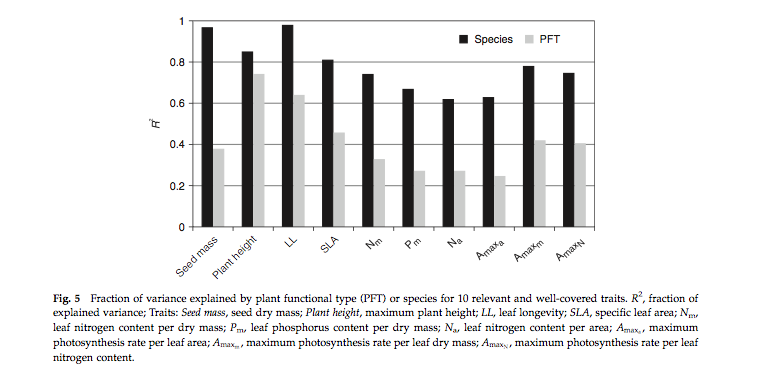 1
Species PFT
0.8
0.6
R²
0.4
0.2
0
Seed mass Plant height LL SLA Nm Pm Na Amaxa Amaxm AmaxN
Fig. 5 Fraction of variance explained by plant functional type (PFT) or species for 10 relevant and well-covered traits. R², fraction of
explained variance; Traits: Seed mass, seed dry mass; Plant height, maximum plant height; LL, leaf longevity; SLA, specific leaf area; Nm,
leaf nitrogen content per dry mass; Pm, leaf phosphorus content per dry mass; Na, leaf nitrogen content per area; Amaxa, maximum
photosynthesis rate per leaf area; Amaxm, maximum photosynthesis rate per leaf dry mass; AmaxN, maximum photosynthesis rate per leaf
nitrogen content.